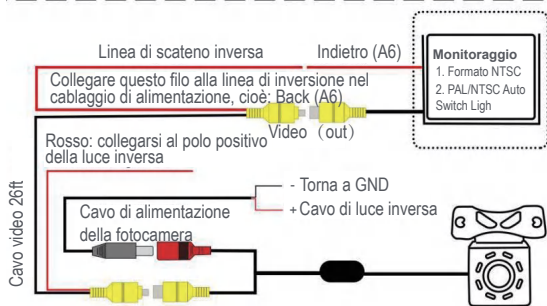 Linea di scateno inversa
Indietro (A6)
Monitoraggio
1. Formato NTSC
2. PAL/NTSC Auto
Switch Ligh
Collegare questo filo alla linea di inversione nel
cablaggio di alimentazione, cioè: Back (A6)
Video (out)
Rosso: collegarsi al polo positivo
della luce inversa
- Torna a GND
+ Cavo di luce inversa
Cavo di alimentazione
della fotocamera
Cavo video 26ft